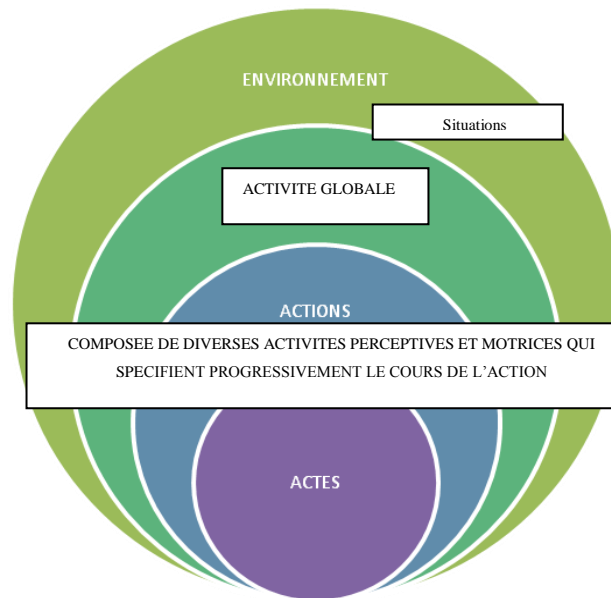 ENVIRONNEMENT
Situations
ACTIVITE GLOBALE
ACTIONS
COMPOSEE DE DIVERSES ACTIVITES PERCEPTIVES ET MOTRICES QUI
SPECIFIENT PROGRESSIVEMENT LE COURS DE L’ACTION
ACTES